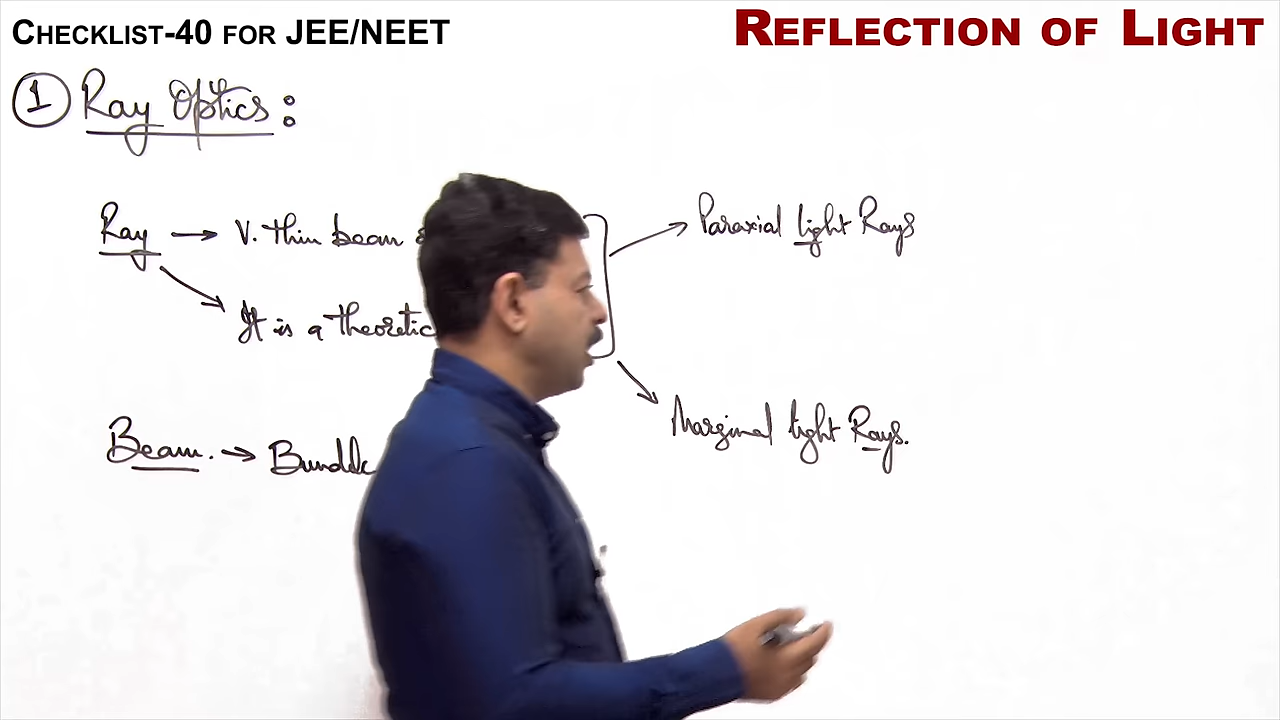 CHECKLIST-40 FOR JEE/NEET
REFLECTION OF LIGHT
1 Ray Optics:
Ray → V. thin beam
→ Paraxial light Rays
It is a theoretic
Marginal light Rays.
Beam. → Bundle